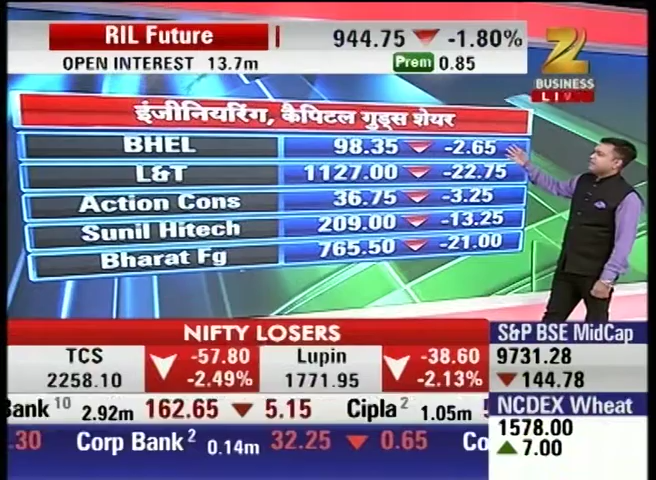 RIL Future 944.75 -1.80%
OPEN INTEREST 13.7m Prem 0.85
Z
BUSINESS
LIVE
इंजीनियरिंग, कैपिटल गुड्स शेयर
BHEL 98.35 -2.65
L&T 1127.00 -22.75
Action Cons 36.75 -3.25
Sunil Hitech 209.00 -13.25
Bharat Fg 765.50 -21.00
NIFTY LOSERS
TCS -57.80 Lupin -38.60
2258.10 -2.49% 1771.95 -2.13%
S&P BSE MidCap
9731.28
144.78
NCDEX Wheat
1578.00
7.00
Bank 10 2.92m 162.65 5.15 Cipla 2 1.05m
.30 Corp Bank 2 0.14m 32.25 0.65 Co